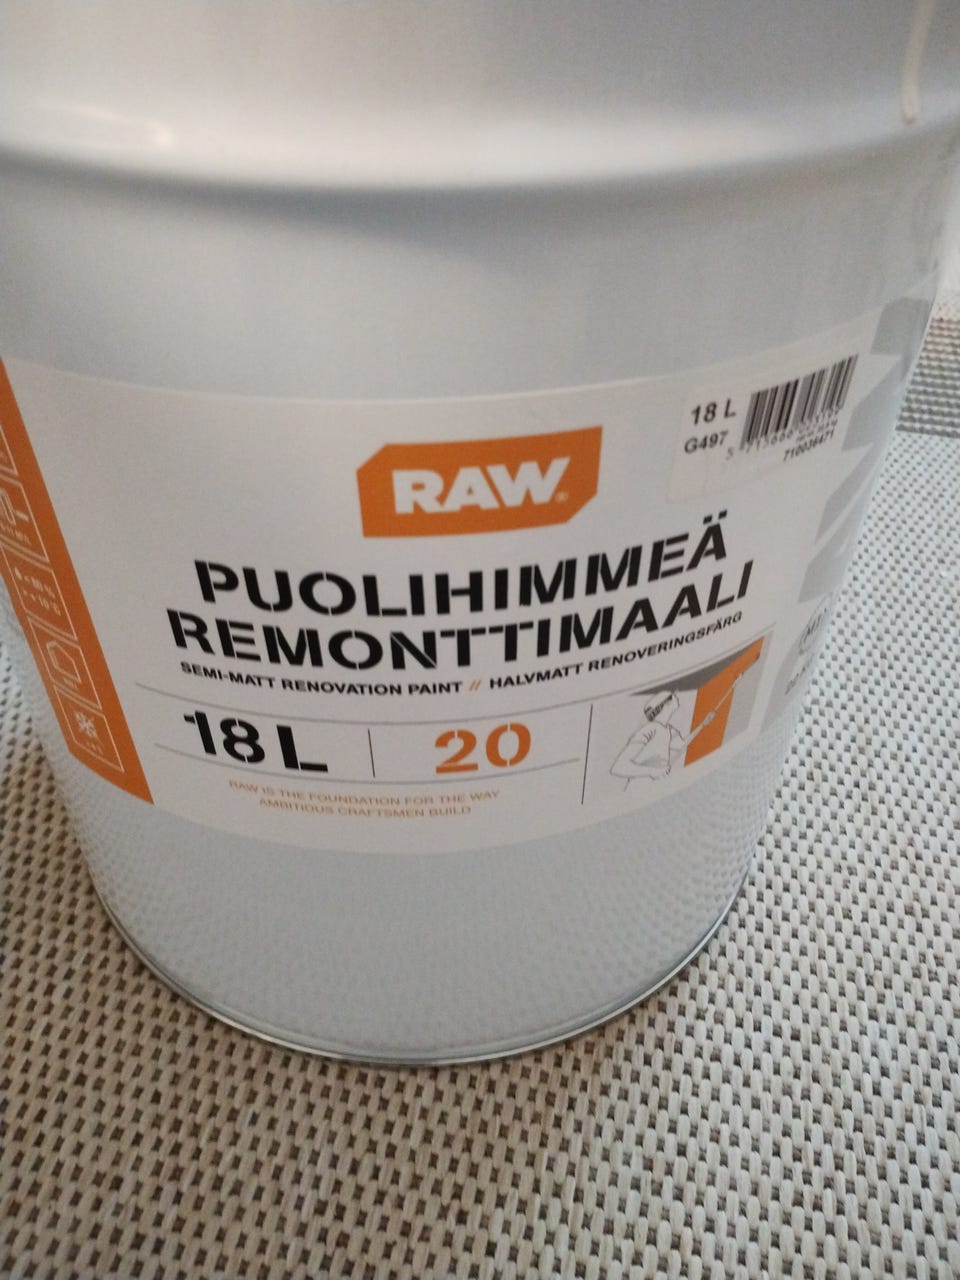 18 L
G497
710036471
RAW®
PUOLIHIMMEÄ
REMONTTIMAALI
SEMI-MATT RENOVATION PAINT // HALVMATT RENOVERINGSFÄRG
18 L
20
RAW IS THE FOUNDATION FOR THE WAY
AMBITIOUS CRAFTSMEN BUILD